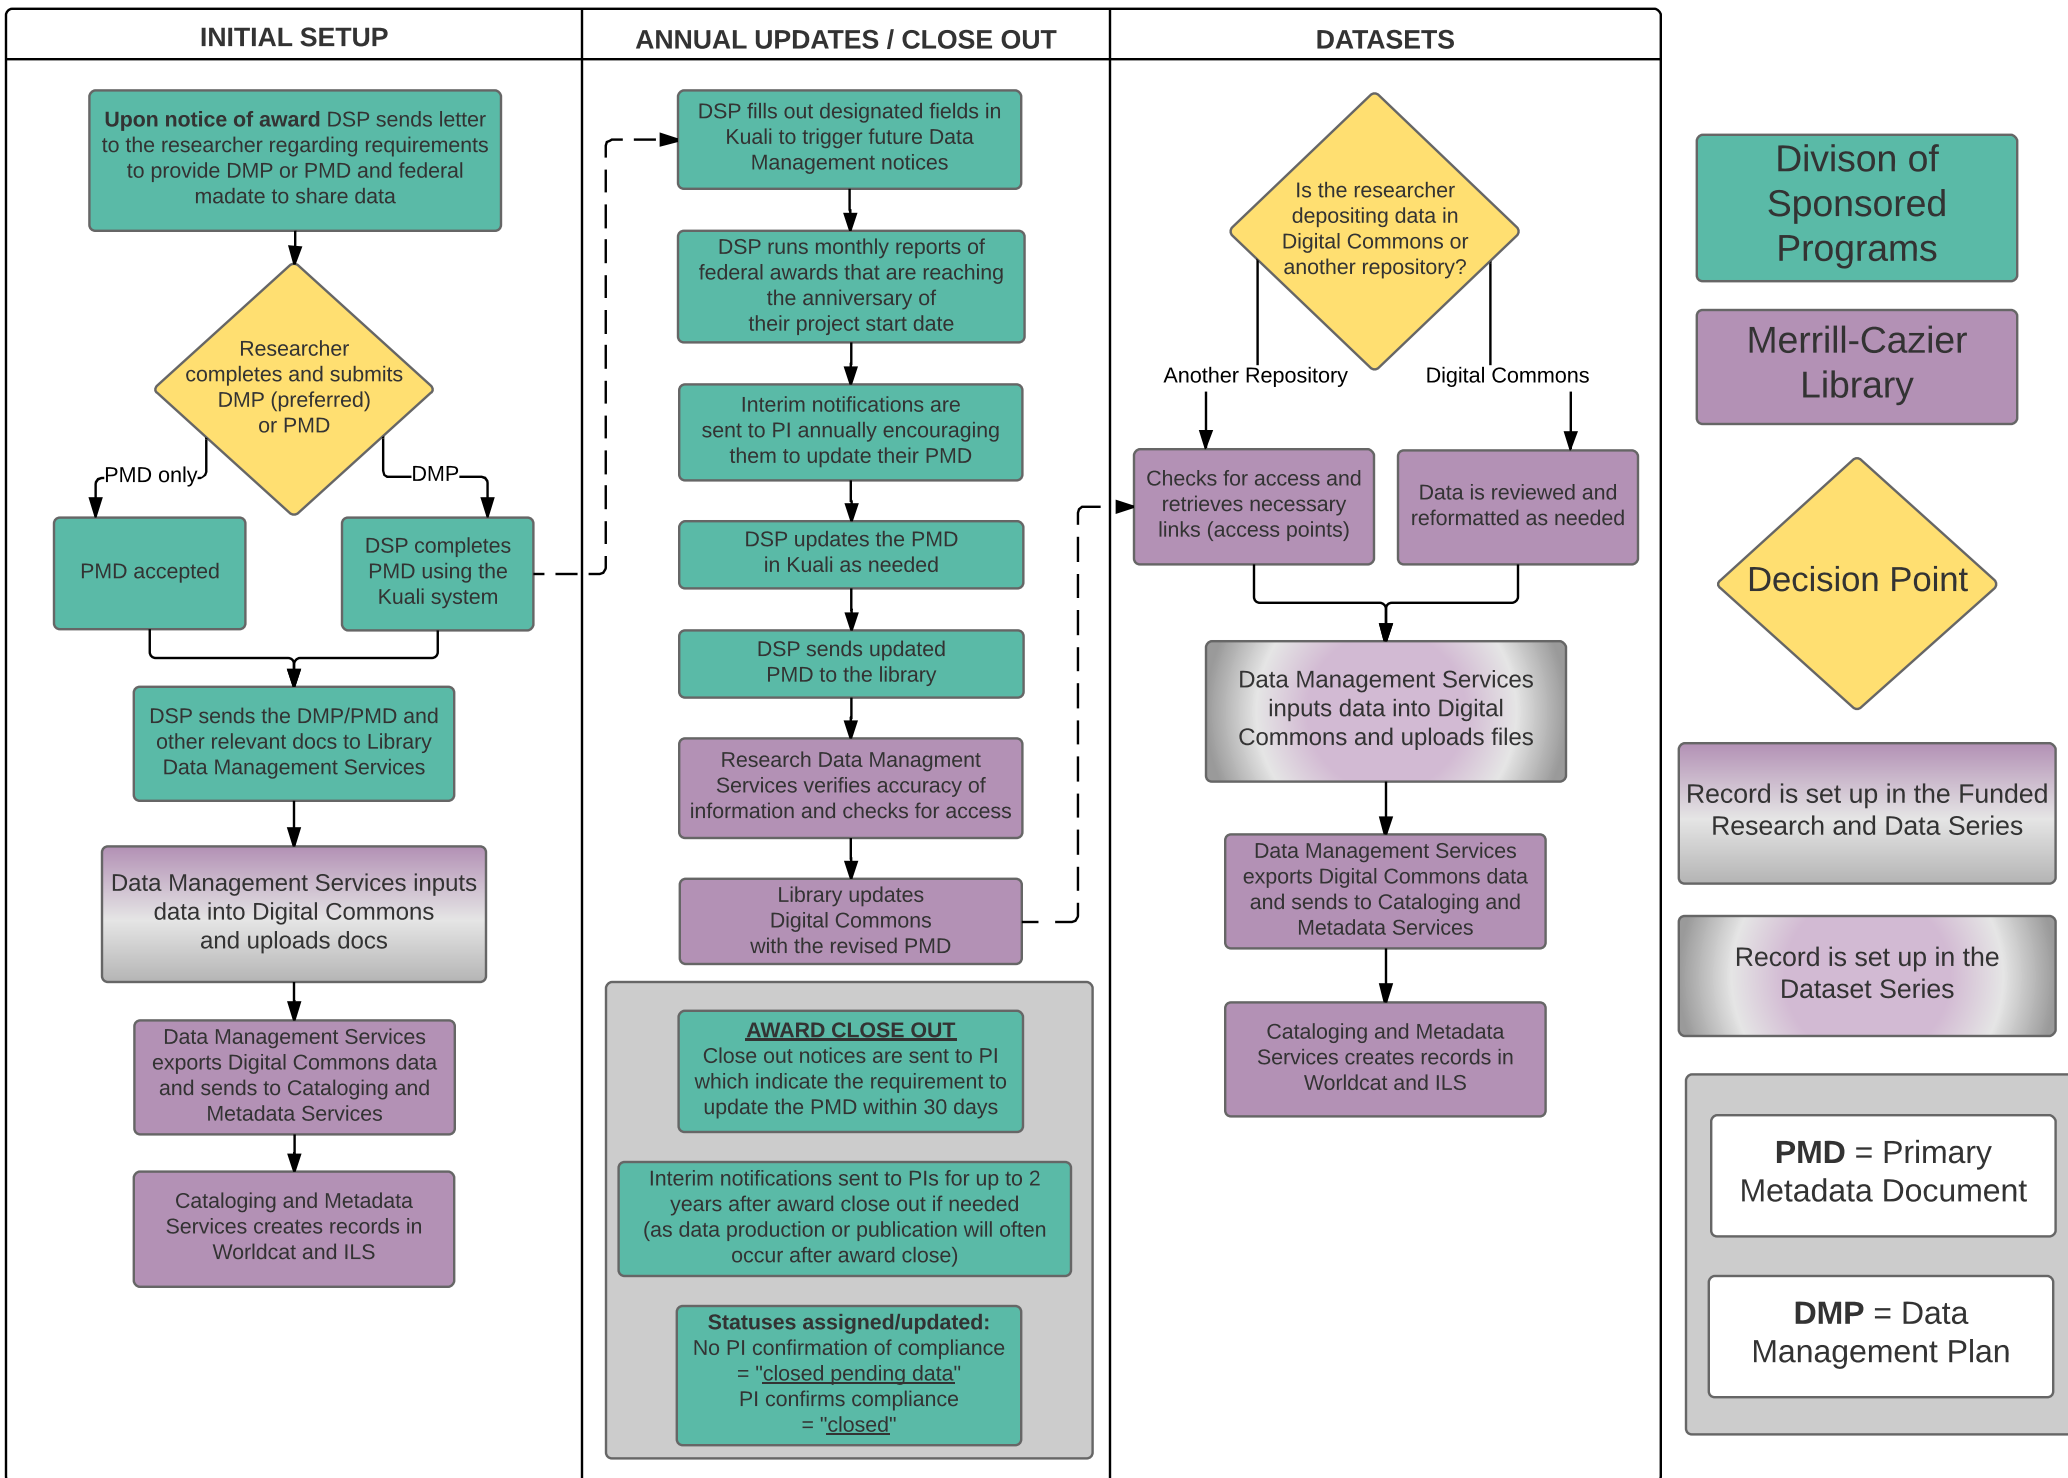 INITIAL SETUP
Upon notice of award DSP sends letter
to the researcher regarding requirements
to provide DMP or PMD and federal
madate to share data
Researcher
completes and submits
DMP (preferred)
or PMD
PMD only
DMP
PMD accepted
DSP completes
PMD using the
Kuali system
DSP sends the DMP/PMD and
other relevant docs to Library
Data Management Services
Data Management Services inputs
data into Digital Commons
and uploads docs
Data Management Services
exports Digital Commons data
and sends to Cataloging and
Metadata Services
Cataloging and Metadata
Services creates records in
Worldcat and ILS
ANNUAL UPDATES / CLOSE OUT
DSP fills out designated fields in
Kuali to trigger future Data
Management notices
DSP runs monthly reports of
federal awards that are reaching
the anniversary of
their project start date
Interim notifications are
sent to PI annually encouraging
them to update their PMD
DSP updates the PMD
in Kuali as needed
DSP sends updated
PMD to the library
Research Data Managment
Services verifies accuracy of
information and checks for access
Library updates
Digital Commons
with the revised PMD
AWARD CLOSE OUT
Close out notices are sent to PI
which indicate the requirement to
update the PMD within 30 days
Interim notifications sent to PIs for up to 2
years after award close out if needed
(as data production or publication will often
occur after award close)
Statuses assigned/updated:
No PI confirmation of compliance
= "closed pending data"
PI confirms compliance
= "closed"
DATASETS
Is the researcher
depositing data in
Digital Commons or
another repository?
Another Repository
Digital Commons
Checks for access and
retrieves necessary
links (access points)
Data is reviewed and
reformatted as needed
Data Management Services
inputs data into Digital
Commons and uploads files
Data Management Services
exports Digital Commons data
and sends to Cataloging and
Metadata Services
Cataloging and Metadata
Services creates records in
Worldcat and ILS
Divison of
Sponsored
Programs
Merrill-Cazier
Library
Decision Point
Record is set up in the Funded
Research and Data Series
Record is set up in the
Dataset Series
PMD = Primary
Metadata Document
DMP = Data
Management Plan